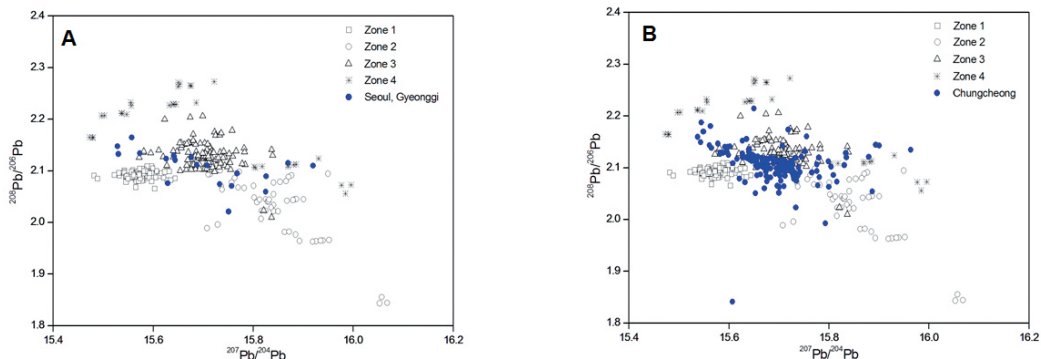 A
2.4
2.3
2.2
2.1
2.0
1.9
1.8
15.4
15.6
15.8
16.0
16.2
²⁰⁸Pb/²⁰⁶Pb
²⁰⁷Pb/²⁰⁴Pb
Zone 1
Zone 2
Zone 3
Zone 4
Seoul, Gyeonggi
B
2.4
2.3
2.2
2.1
2.0
1.9
1.8
15.4
15.6
15.8
16.0
16.2
²⁰⁸Pb/²⁰⁶Pb
²⁰⁷Pb/²⁰⁴Pb
Zone 1
Zone 2
Zone 3
Zone 4
Chungcheong